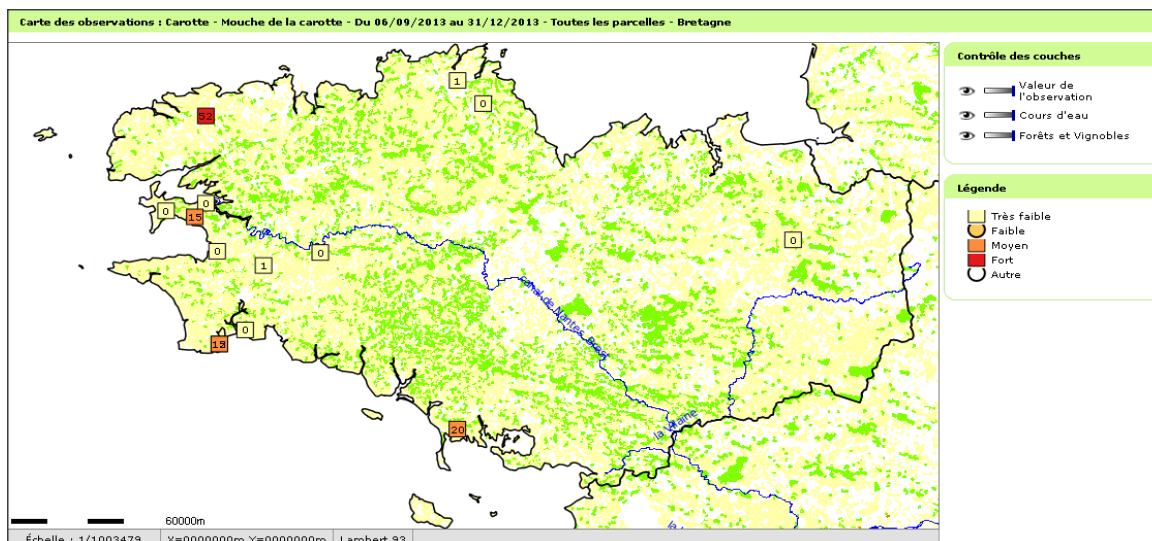 Carte des observations : Carotte - Mouche de la carotte - Du 06/09/2013 au 31/12/2013 - Toutes les parcelles - Bretagne
Contrôle des couches
Valeur de
l'observation
Cours d'eau
Forêts et Vignobles
Légende
Très faible
Faible
Moyen
Fort
Autre
1
0
52
0
0
15
0
0
0
1
0
20
Canal de Nantes
Brest
la Vilaine
60000m
Échelle : 1/1003479
X=0000000m Y=0000000m
Lambert 93